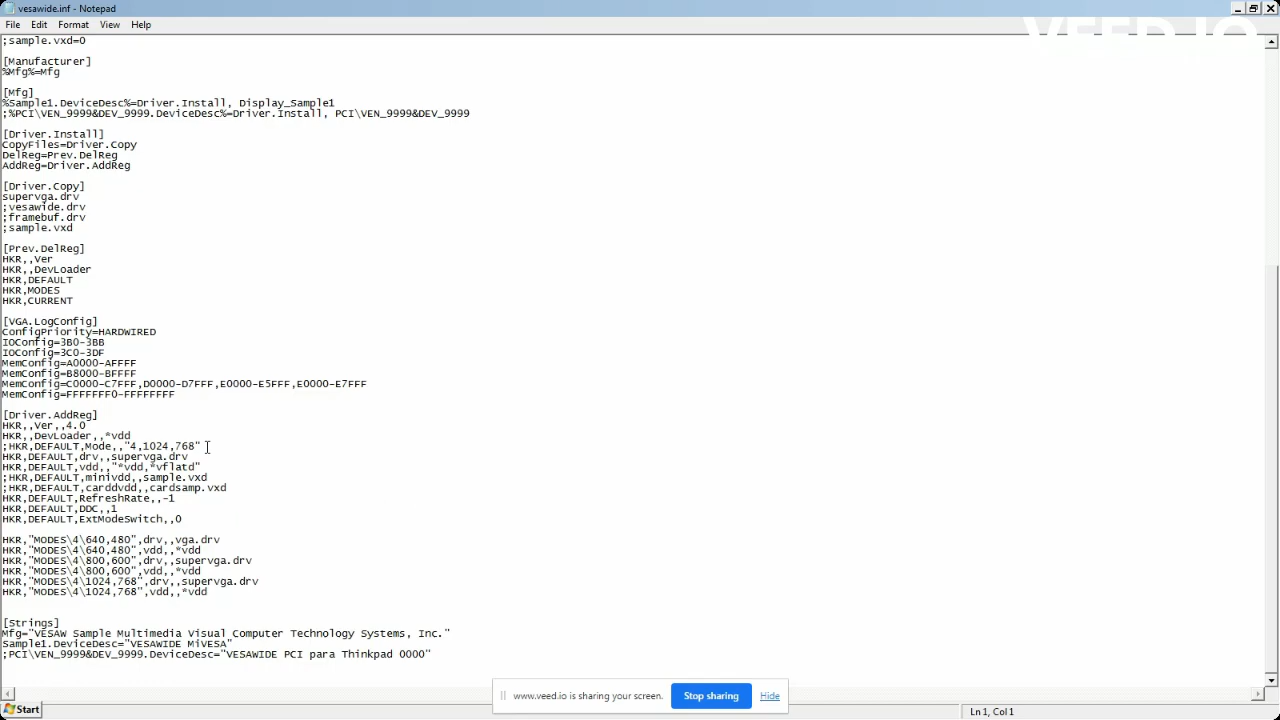 vesawide.inf - Notepad
File Edit Format View Help
VEED.IO
;sample.vxd=0
[Manufacturer]
%Mfg%=Mfg
[Mfg]
%Sample1.DeviceDesc%=Driver.Install, Display_Sample1
;%PCI\VEN_9999&DEV_9999.DeviceDesc%=Driver.Install, PCI\VEN_9999&DEV_9999
[Driver.Install]
CopyFiles=Driver.Copy
DelReg=Prev.DelReg
AddReg=Driver.AddReg
[Driver.Copy]
supervga.drv
;vesawide.drv
;framebuf.drv
;sample.vxd
[Prev.DelReg]
HKR,,Ver
HKR,,DevLoader
HKR,DEFAULT
HKR,MODES
HKR,CURRENT
[VGA.LogConfig]
ConfigPriority=HARDWIRED
IOConfig=3B0-3BB
IOConfig=3C0-3DF
MemConfig=A0000-AFFFF
MemConfig=B8000-BFFFF
MemConfig=C0000-C7FFF,D0000-D7FFF,E0000-E5FFF,E0000-E7FFF
MemConfig=FFFFFFF0-FFFFFFFF
[Driver.AddReg]
HKR,,Ver,,4.0
HKR,,DevLoader,,*vdd
;HKR,DEFAULT,Mode,,"4,1024,768"
HKR,DEFAULT,drv,,supervga.drv
HKR,DEFAULT,vdd,,"*vdd,*vflatd"
;HKR,DEFAULT,minivdd,,sample.vxd
;HKR,DEFAULT,carddvdd,,cardsamp.vxd
HKR,DEFAULT,RefreshRate,,-1
HKR,DEFAULT,DDC,,1
HKR,DEFAULT,ExtModeSwitch,,0
HKR,"MODES\4\640,480",drv,,vga.drv
HKR,"MODES\4\640,480",vdd,,*vdd
HKR,"MODES\4\800,600",drv,,supervga.drv
HKR,"MODES\4\800,600",vdd,,*vdd
HKR,"MODES\4\1024,768",drv,,supervga.drv
HKR,"MODES\4\1024,768",vdd,,*vdd
[Strings]
Mfg="VESAW Sample Multimedia Visual Computer Technology Systems, Inc."
Sample1.DeviceDesc="VESAWIDE MiVESA"
;PCI\VEN_9999&DEV_9999.DeviceDesc="VESAWIDE PCI para Thinkpad 0000"
www.veed.io is sharing your screen. Stop sharing Hide
Start Ln 1, Col 1